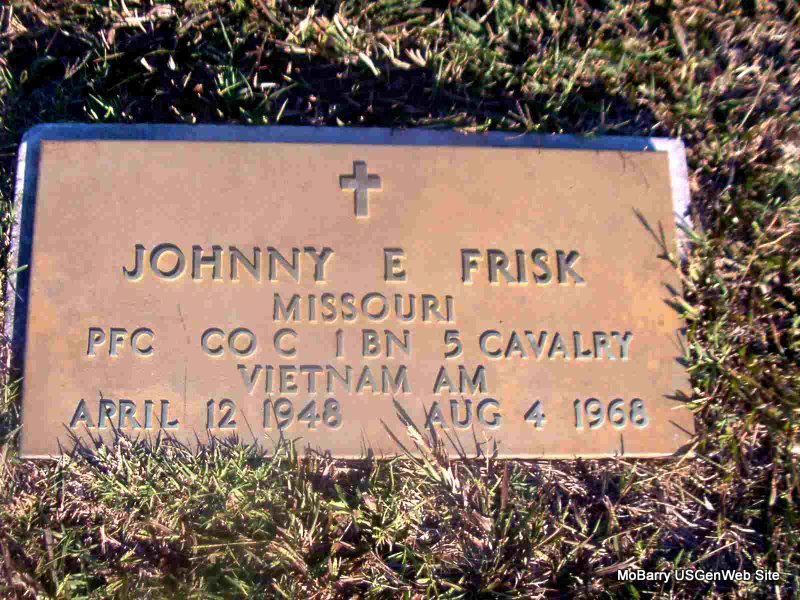 JOHNNY E FRISK
MISSOURI
PFC CO C 1 BN 5 CAVALRY
VIETNAM AM
APRIL 12 1948 AUG 4 1968
MoBarry USGenWeb Site